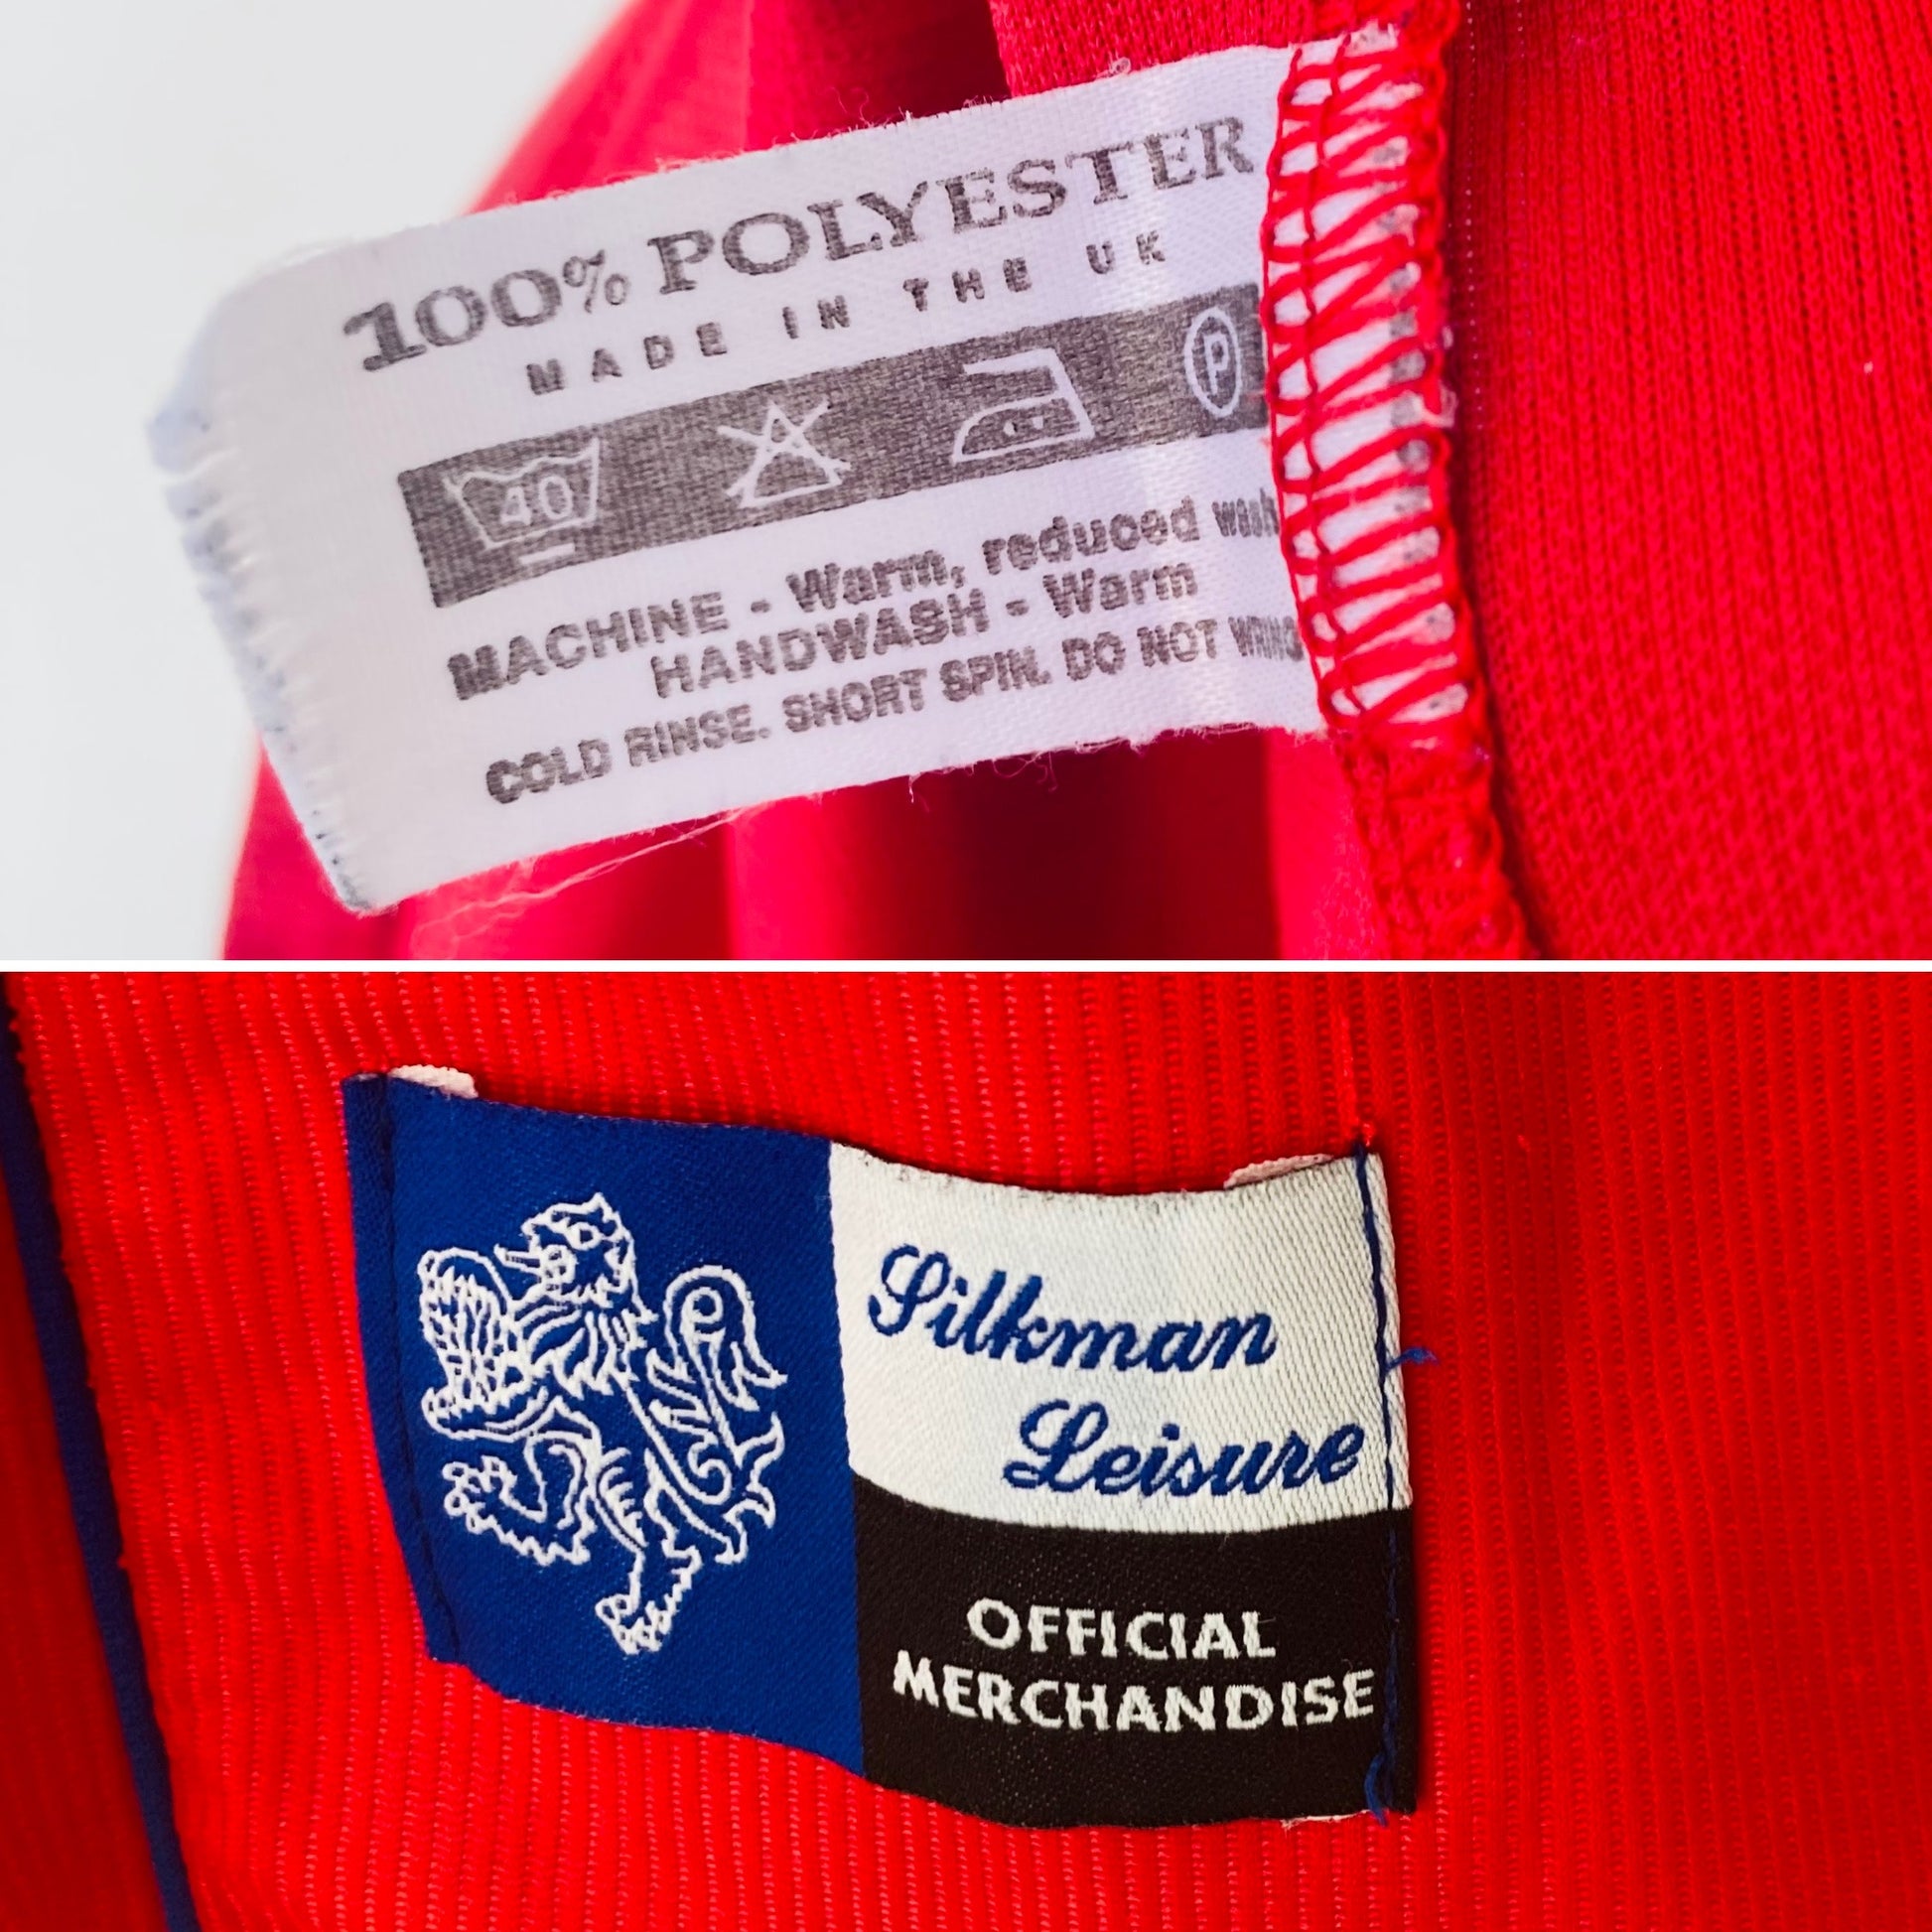 100% POLYESTER
MADE IN THE UK
40
P
MACHINE - Warm, reduced wash
HANDWASH - Warm
COLD RINSE. SHORT SPIN. DO NOT WRING
Silkman
Leisure
OFFICIAL
MERCHANDISE